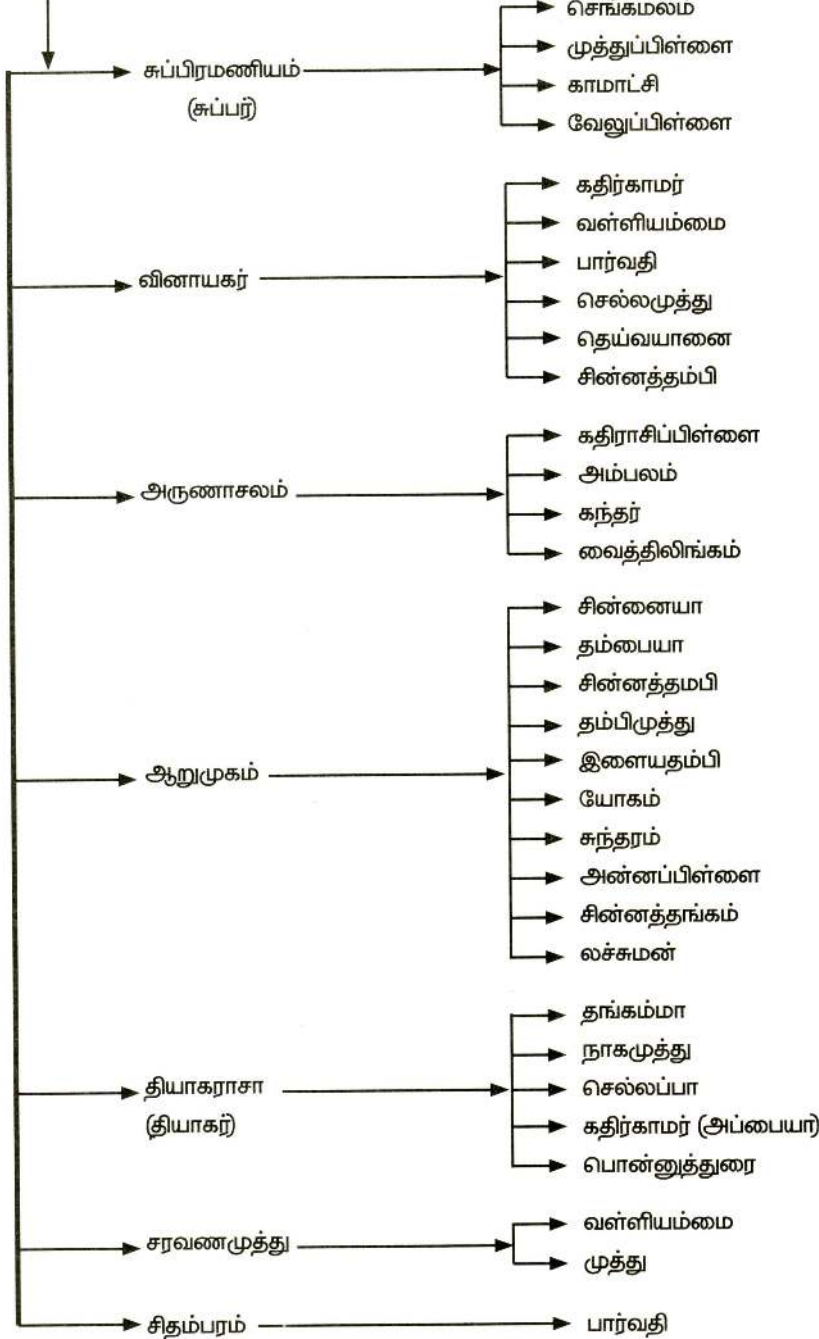 செங்கமலம்
முத்துப்பிள்ளை
சுப்பிரமணியம்
காமாட்சி
(சுப்பர்)
வேலுப்பிள்ளை
கதிர்காமர்
வள்ளியம்மை
பார்வதி
வினாயகர்
செல்லமுத்து
தெய்வயானை
சின்னத்தம்பி
கதிராசிப்பிள்ளை
அம்பலம்
அருணாசலம்
கந்தர்
வைத்திலிங்கம்
சின்னையா
தம்பையா
சின்னத்தமபி
தம்பிமுத்து
ஆறுமுகம்
இளையதம்பி
யோகம்
சுந்தரம்
அன்னப்பிள்ளை
சின்னத்தங்கம்
லச்சுமன்
தங்கம்மா
நாகமுத்து
தியாகராசா
செல்லப்பா
(தியாகர்)
கதிர்காமர் (அப்பையா)
பொன்னுத்துரை
வள்ளியம்மை
சரவணமுத்து
முத்து
சிதம்பரம்
பார்வதி